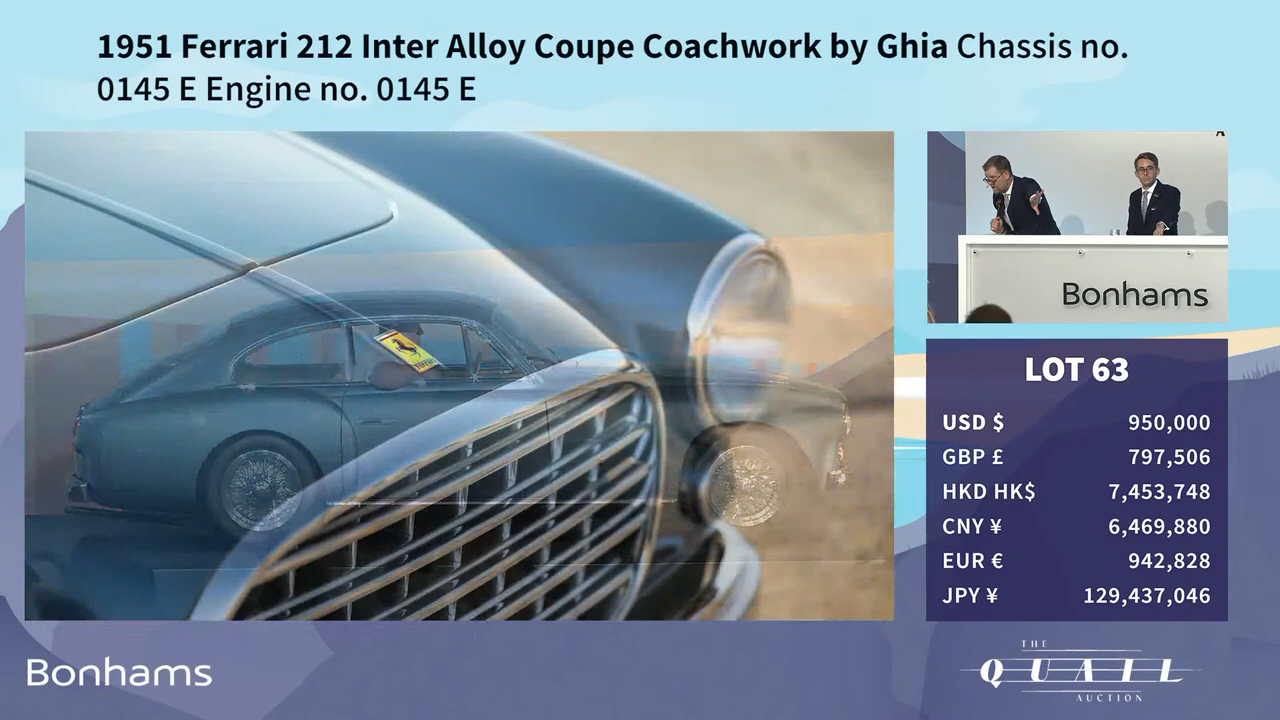 1951 Ferrari 212 Inter Alloy Coupe Coachwork by Ghia Chassis no.
0145 E Engine no. 0145 E
Bonhams
LOT 63
USD $ 950,000
GBP £ 797,506
HKD HK$ 7,453,748
CNY ¥ 6,469,880
EUR € 942,828
JPY ¥ 129,437,046
Bonhams
THE
QUAIL
AUCTION